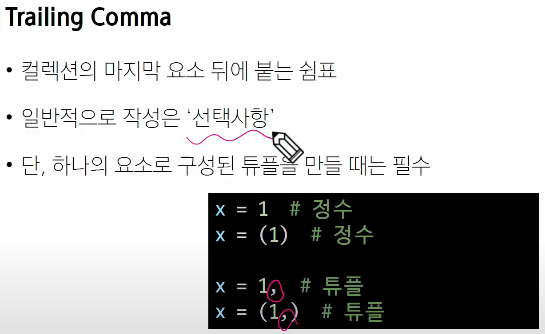 Trailing Comma
• 컬렉션의 마지막 요소 뒤에 붙는 쉼표
• 일반적으로 작성은 ‘선택사항’
• 단, 하나의 요소로 구성된 튜플을 만들 때는 필수
x = 1  # 정수
x = (1)  # 정수
x = 1,  # 튜플
x = (1,)  # 튜플